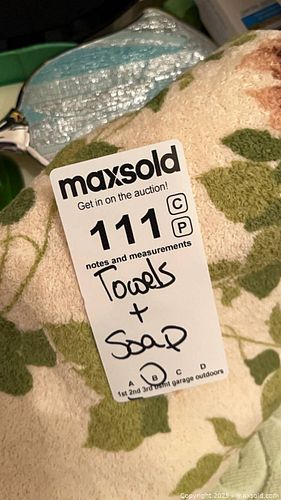 maxsold
Get in on the auction!
111 C
P
notes and measurements
Towels
+
Soap
A B C D
1st 2nd 3rd bsmt garage outdoors
Copyright 2025 - maxsold.com